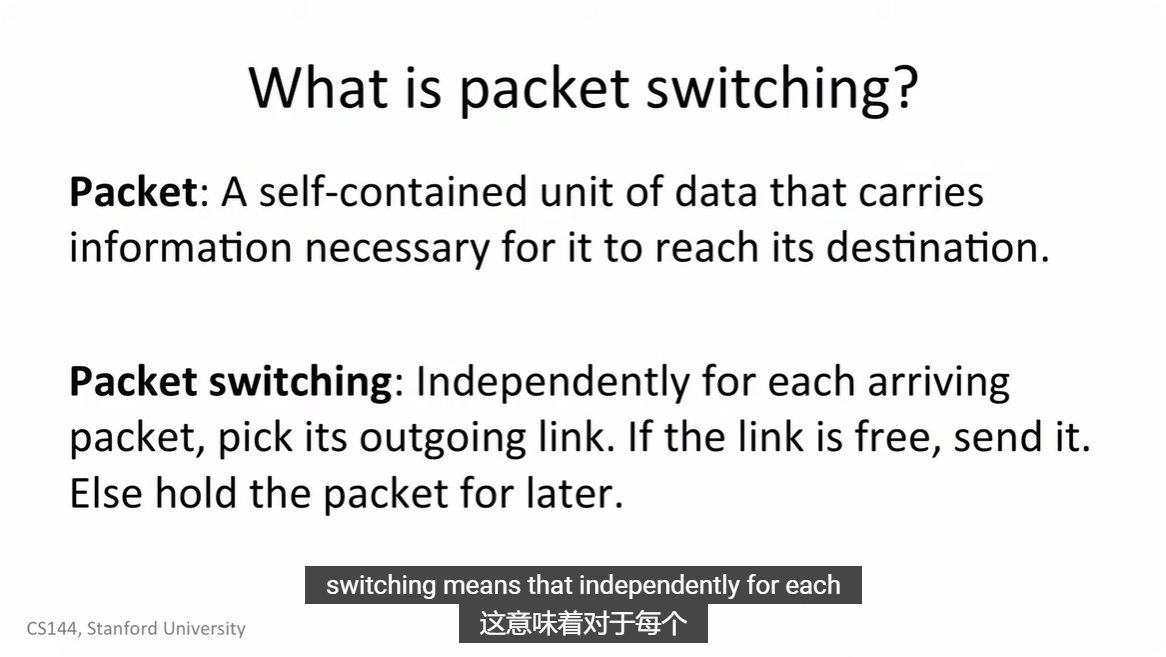 What is packet switching?
Packet: A self-contained unit of data that carries
information necessary for it to reach its destination.
Packet switching: Independently for each arriving
packet, pick its outgoing link. If the link is free, send it.
Else hold the packet for later.
switching means that independently for each
这意味着对于每个
CS144, Stanford University